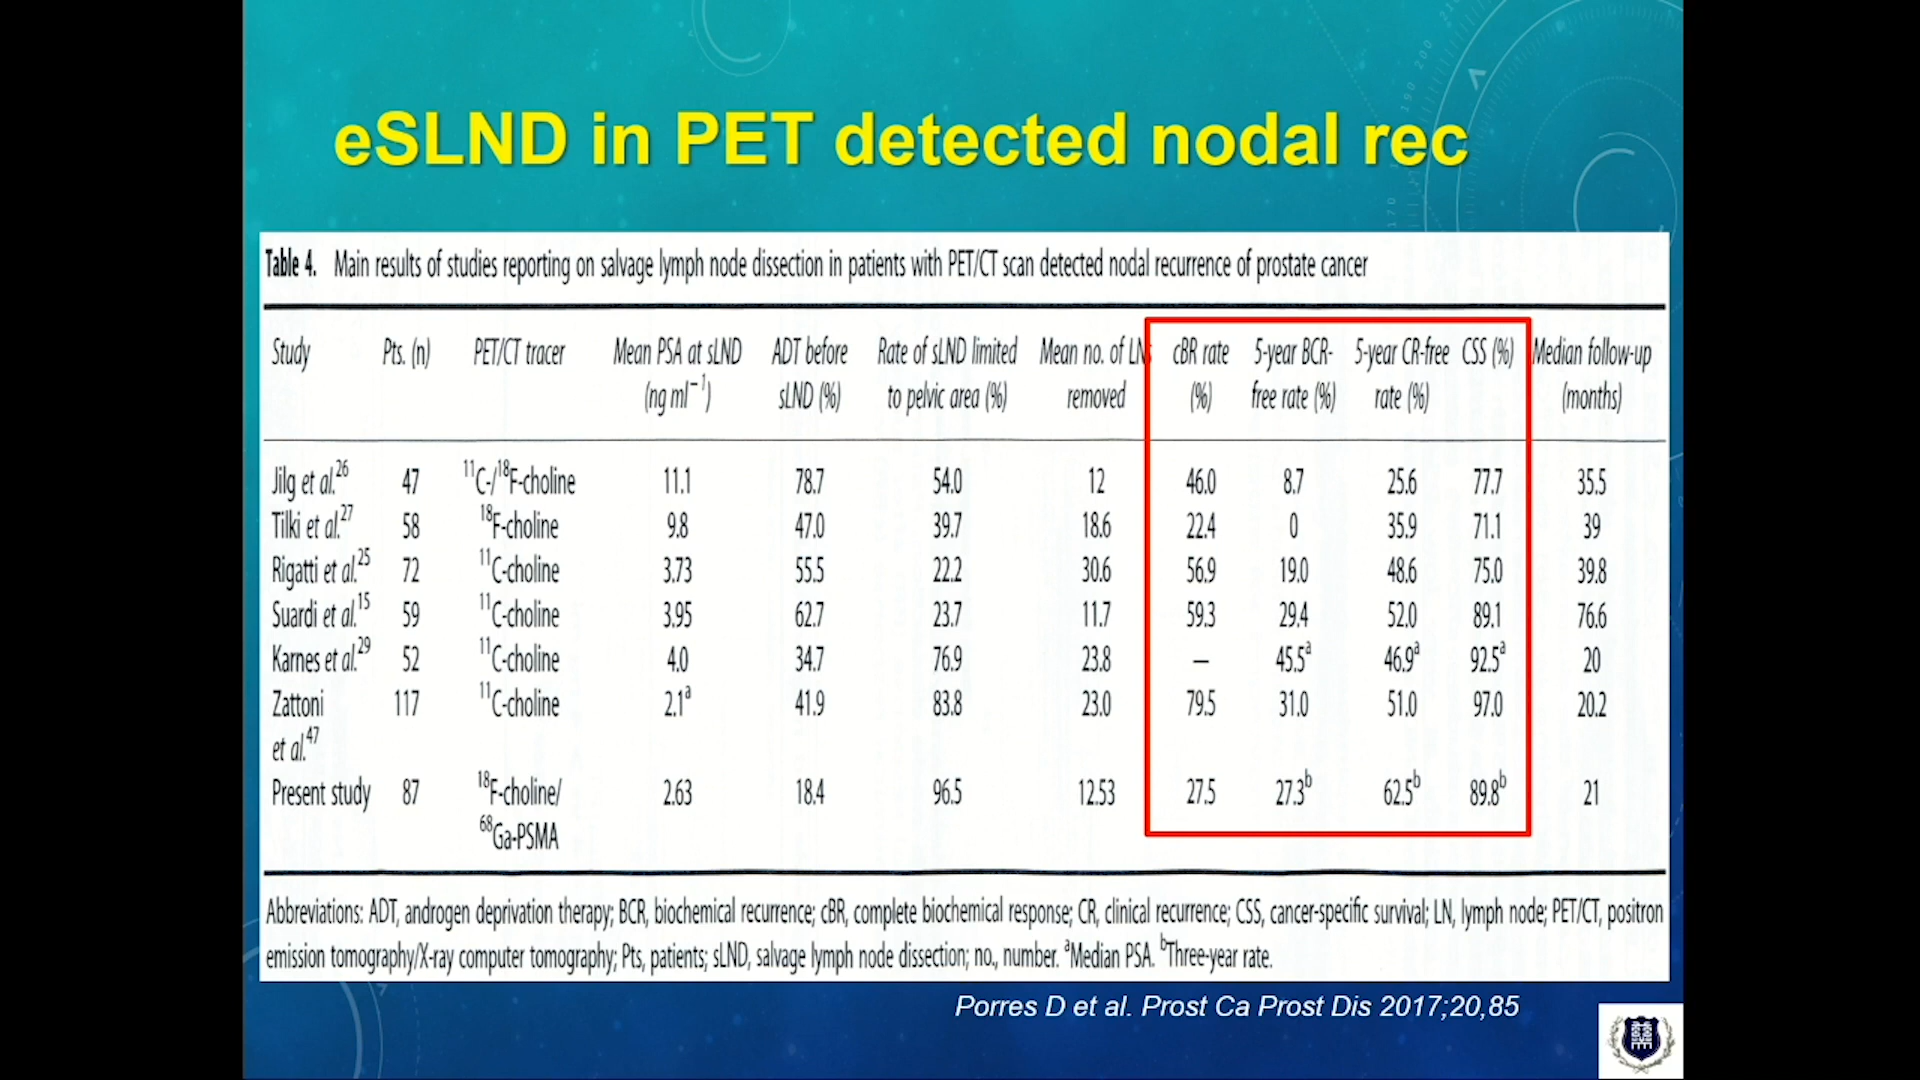 eSLND in PET detected nodal rec
Table 4. Main results of studies reporting on salvage lymph node dissection in patients with PET/CT scan detected nodal recurrence of prostate cancer
Study Pts. (n) PET/CT tracer Mean PSA at sLND (ng ml⁻¹) ADT before sLND (%) Rate of sLND limited to pelvic area (%) Mean no. of LN removed cBR rate (%) 5-year BCR-free rate (%) 5-year CR-free rate (%) CSS (%) Median follow-up (months)
Jilg et al.²⁶ 47 ¹¹C-/¹⁸F-choline 11.1 78.7 54.0 12 46.0 8.7 25.6 77.7 35.5
Tilki et al.²⁷ 58 ¹⁸F-choline 9.8 47.0 39.7 18.6 22.4 0 35.9 71.1 39
Rigatti et al.²⁵ 72 ¹¹C-choline 3.73 55.5 22.2 30.6 56.9 19.0 48.6 75.0 39.8
Suardi et al.¹⁵ 59 ¹¹C-choline 3.95 62.7 23.7 11.7 59.3 29.4 52.0 89.1 76.6
Karnes et al.²⁹ 52 ¹¹C-choline 4.0 34.7 76.9 23.8 – 45.5ᵃ 46.9ᵃ 92.5ᵃ 20
Zattoni et al.⁴⁷ 117 ¹¹C-choline 2.1ᵃ 41.9 83.8 23.0 79.5 31.0 51.0 97.0 20.2
Present study 87 ¹⁸F-choline/⁶⁸Ga-PSMA 2.63 18.4 96.5 12.53 27.5 27.3ᵇ 62.5ᵇ 89.8ᵇ 21
Abbreviations: ADT, androgen deprivation therapy; BCR, biochemical recurrence; cBR, complete biochemical response; CR, clinical recurrence; CSS, cancer-specific survival; LN, lymph node; PET/CT, positron
emission tomography/X-ray computer tomography; Pts, patients; sLND, salvage lymph node dissection; no., number. ᵃMedian PSA. ᵇThree-year rate.
Porres D et al. Prost Ca Prost Dis 2017;20,85